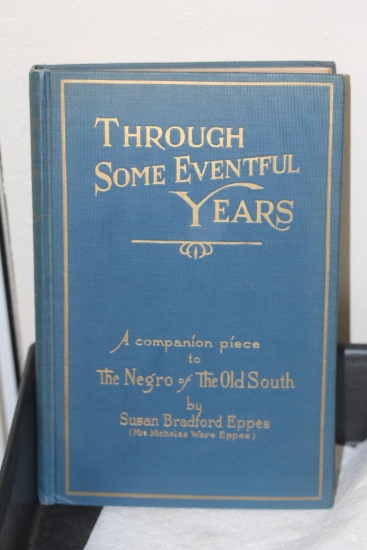 THROUGH
SOME EVENTFUL
YEARS
A companion piece
to
The Negro of The Old South
by
Susan Bradford Eppes
(Mrs. Nicholas Ware Eppes)